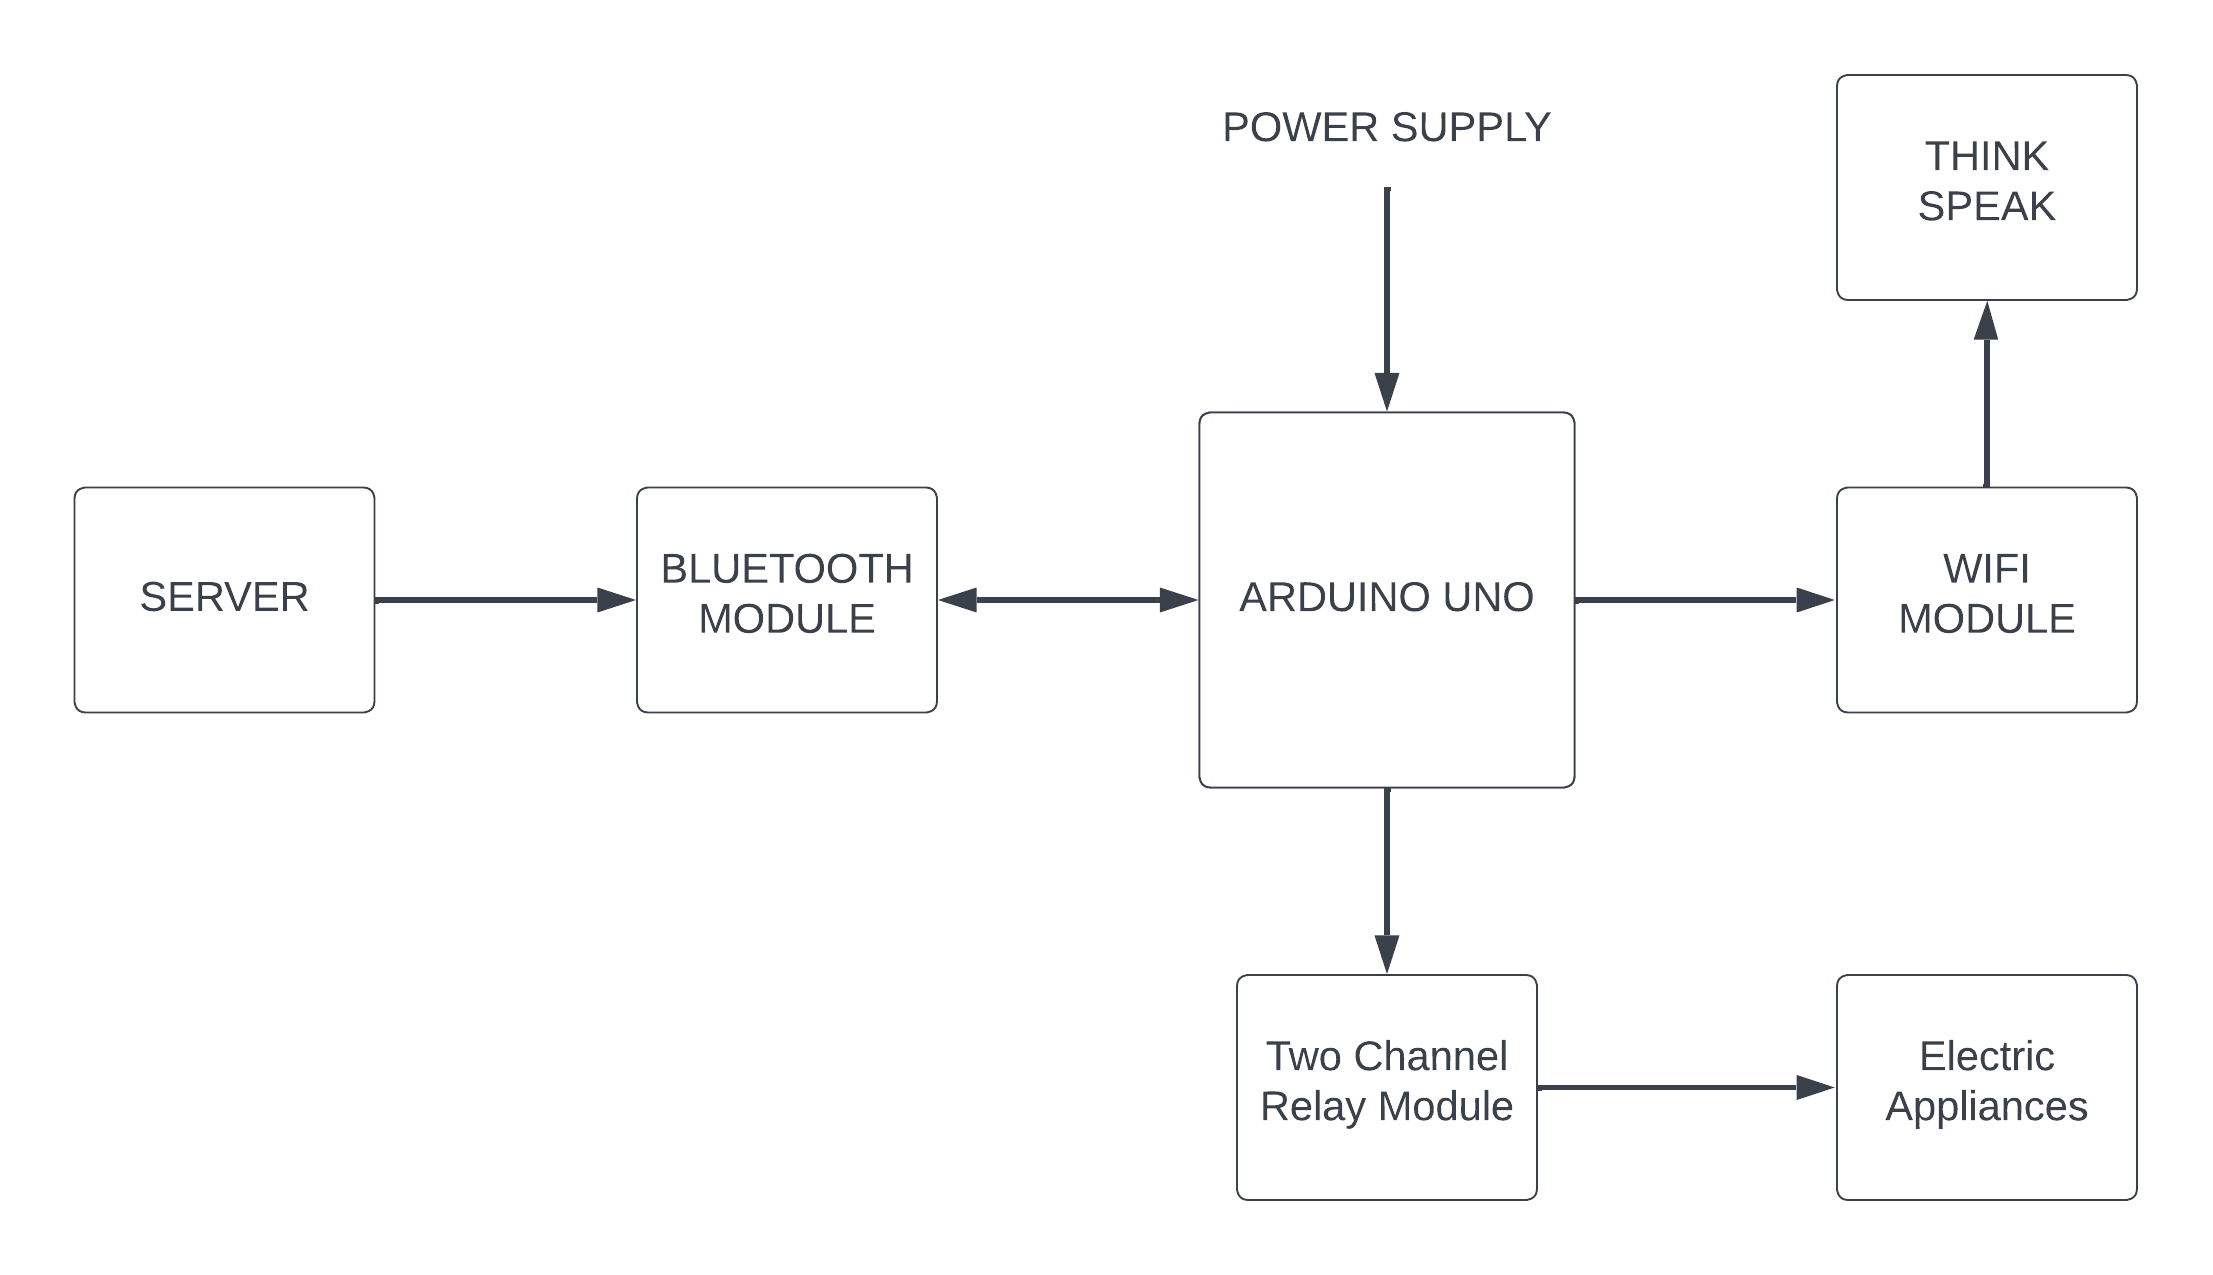 POWER SUPPLY
THINK
SPEAK
SERVER
BLUETOOTH
MODULE
ARDUINO UNO
WIFI
MODULE
Two Channel
Relay Module
Electric
Appliances